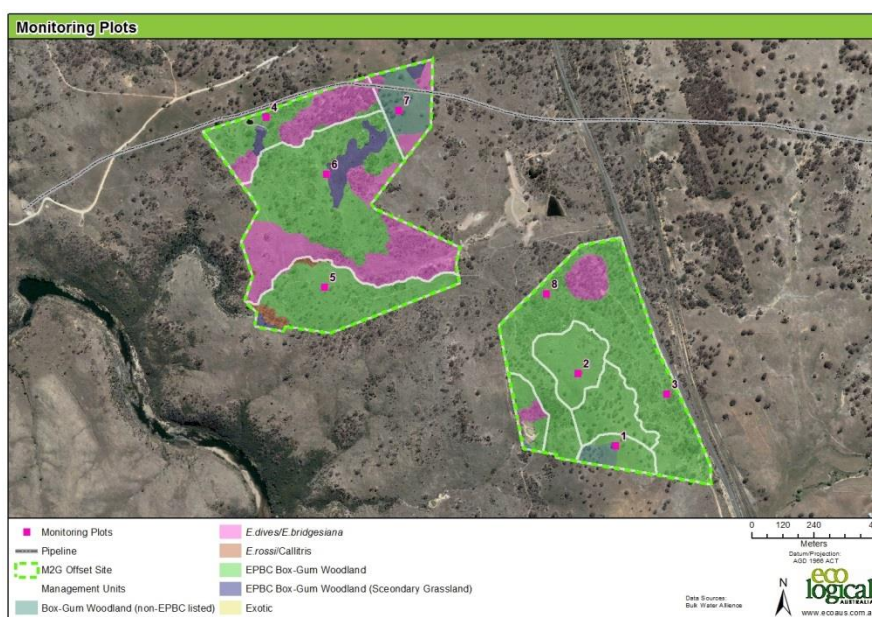 Monitoring Plots
4
7
6
5
8
2
3
1
Monitoring Plots
Pipeline
M2G Offset Site
Management Units
Box-Gum Woodland (non-EPBC listed)
E.dives/E.bridgesiana
E.rossi/Callitris
EPBC Box-Gum Woodland
EPBC Box-Gum Woodland (Sceondary Grassland)
Exotic
0 120 240 4
Meters
Datum/Projection:
AGD 1966 ACT
Data Sources:
Bulk Water Allience
N
eco
logical
AUSTRALIA
www.ecoaus.com.a